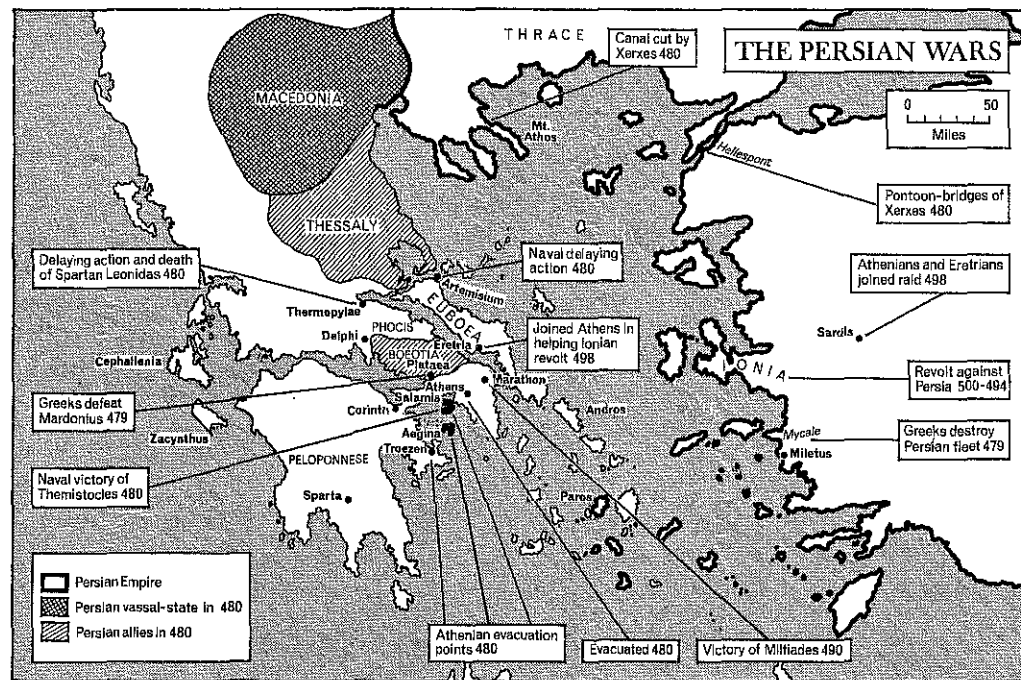 THE PERSIAN WARS
0 50
Miles
THRACE
Canal cut by
Xerxes 480
MACEDONIA
Mt.
Athos
Hellespont
Pontoon-bridges of
Xerxes 480
THESSALY
Delaying action and death
of Spartan Leonidas 480
Naval delaying
action 480
Artemisium
Athenians and Eretrians
joined raid 498
Thermopylae
EUBOEA
PHOCIS
Delphi
Eretria
Joined Athens in
helping Ionian
revolt 498
Sardis
Cephallenia
BOEOTIA
Plataea
IONIA
Revolt against
Persia 500-494
Marathon
Athens
Salamis
Greeks defeat
Mardonius 479
Corinth
Andros
Zacynthus
Aegina
Mycale
Greeks destroy
Persian fleet 479
Troezen
Miletus
PELOPONNESE
Naval victory of
Themistocles 480
Sparta
Paros
Persian Empire
Persian vassal-state in 480
Persian allies in 480
Athenian evacuation
points 480
Evacuated 480
Victory of Miltiades 490